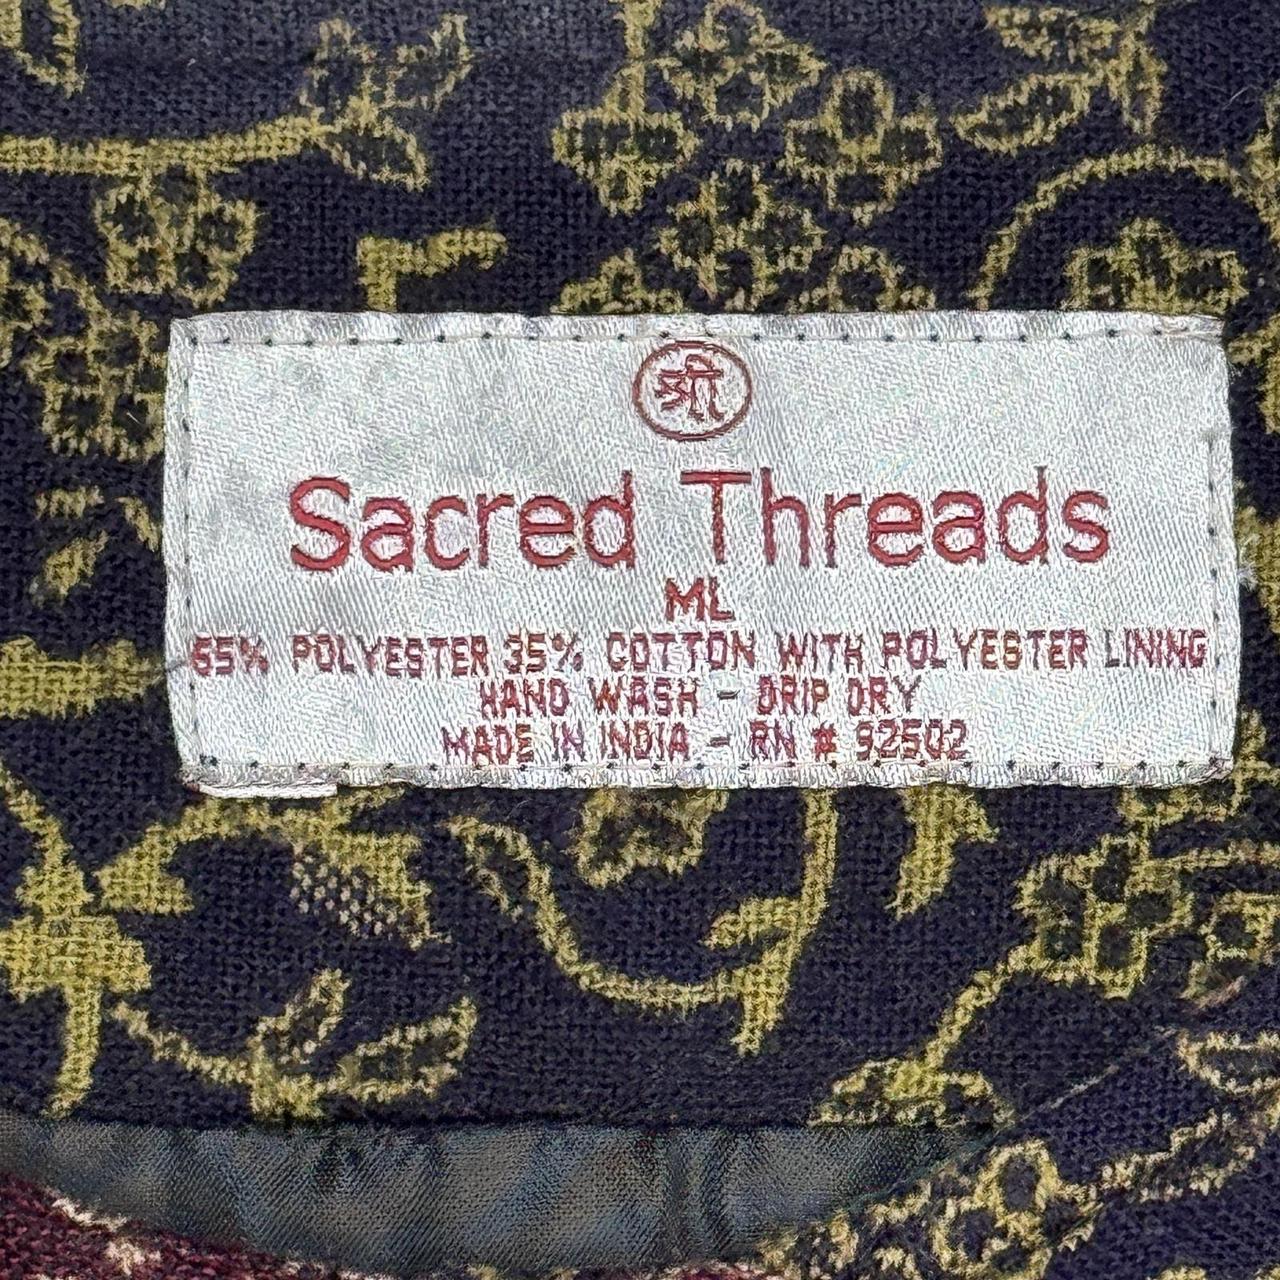 श्री
Sacred Threads
ML
65% POLYESTER 35% COTTON WITH POLYESTER LINING
HAND WASH - DRIP DRY
MADE IN INDIA - RN # 92502